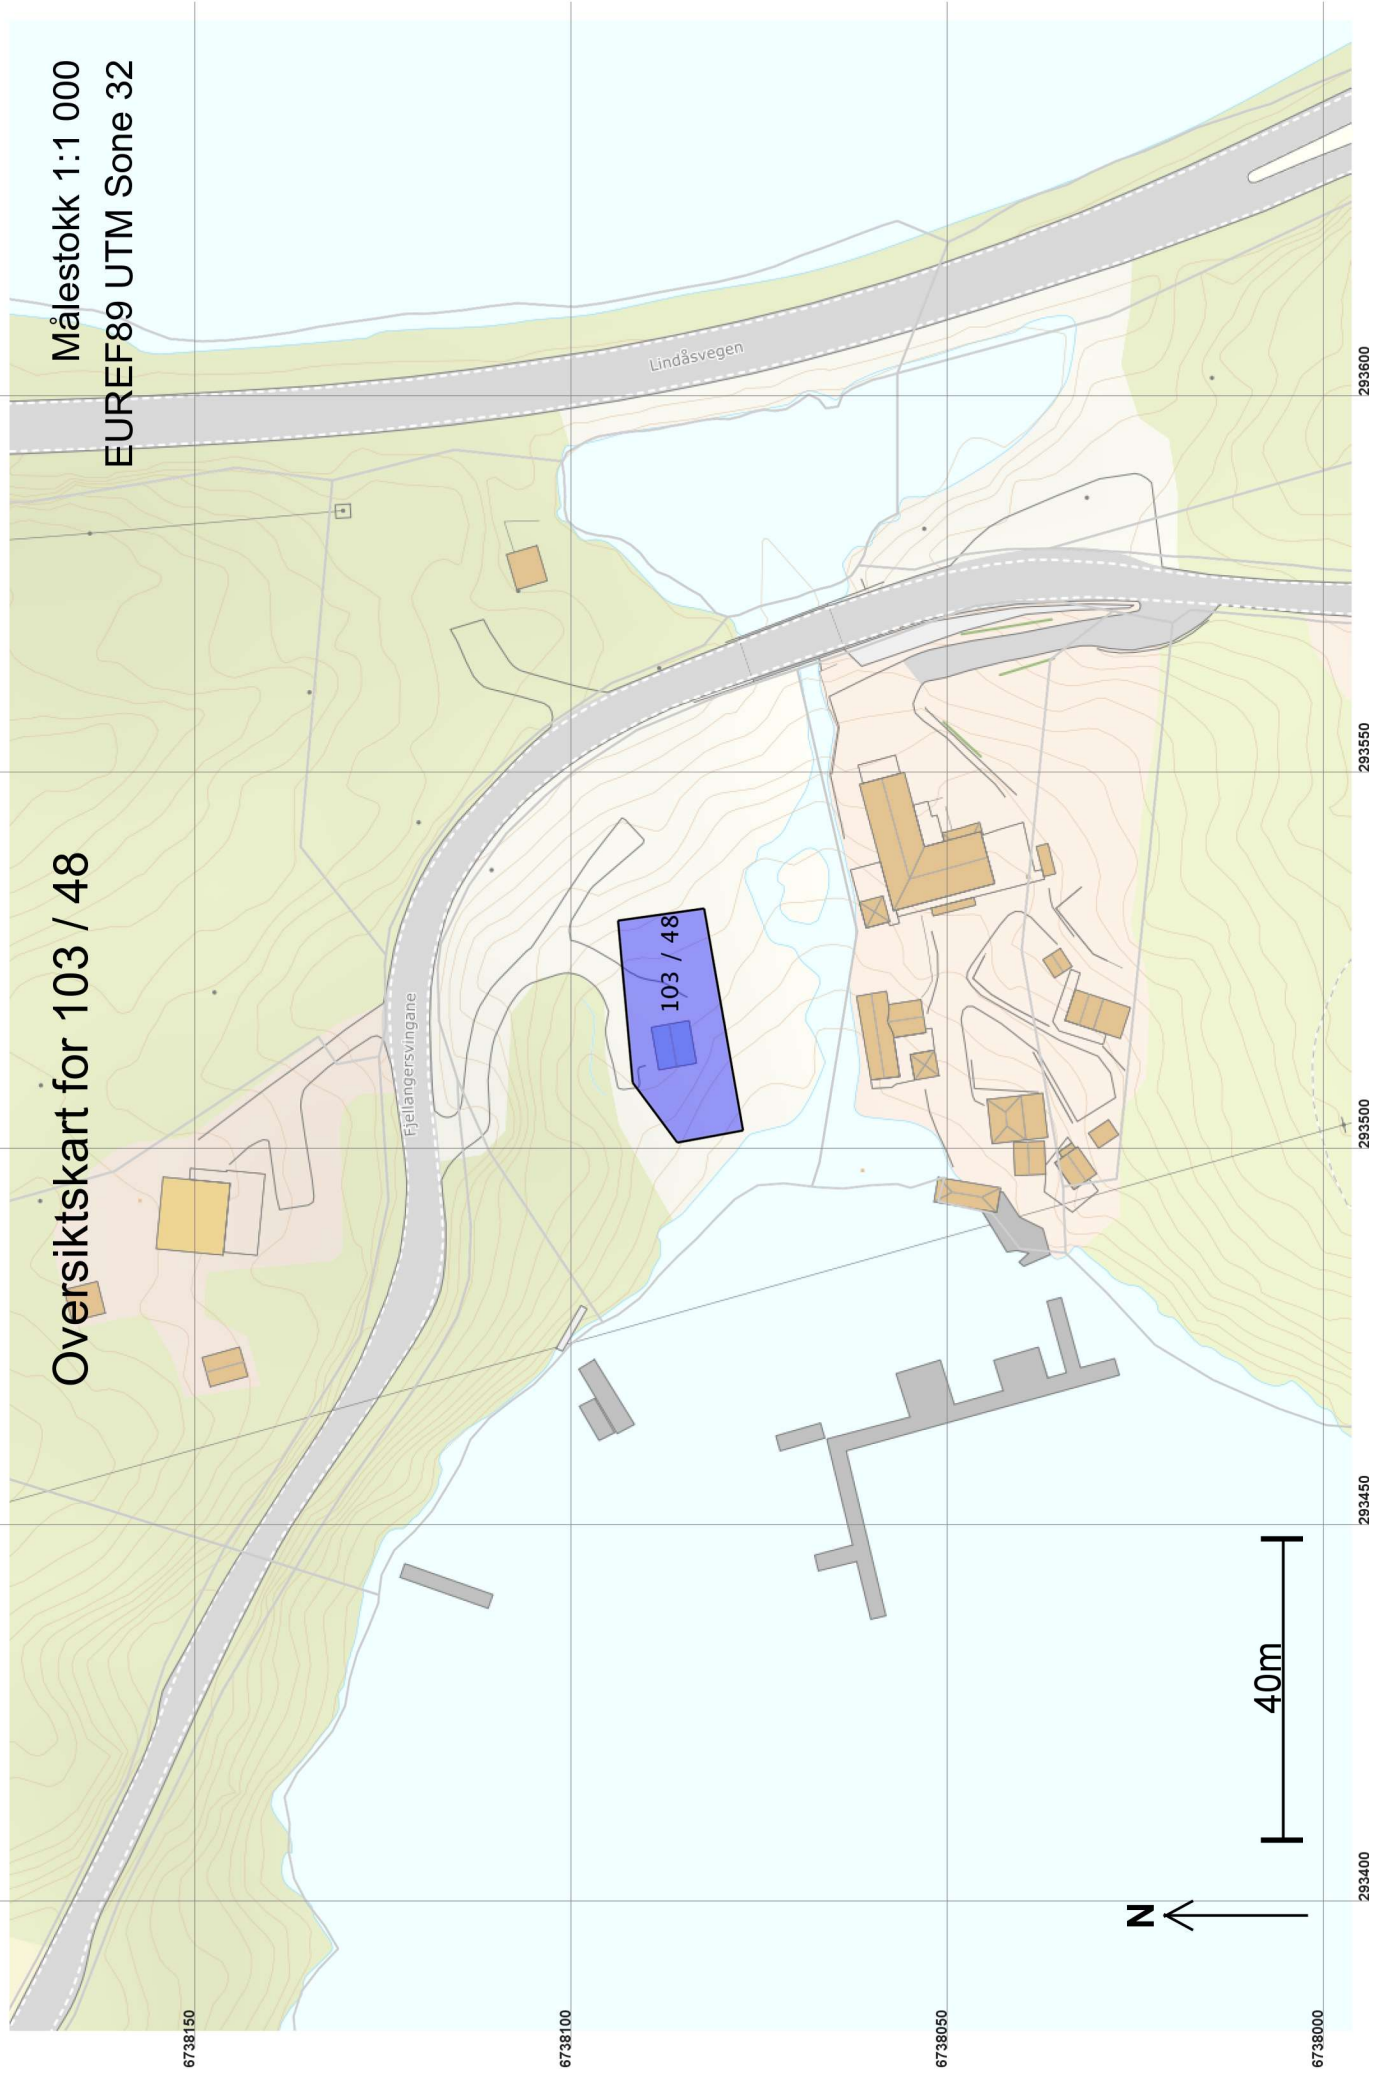 Oversiktskart for 103 / 48
Målestokk 1:1 000
EUREF89 UTM Sone 32
Lindåsvegen
Fjellangersvingane
103 / 48
N
40m
6738150
6738100
6738050
6738000
293400
293450
293500
293550
293600